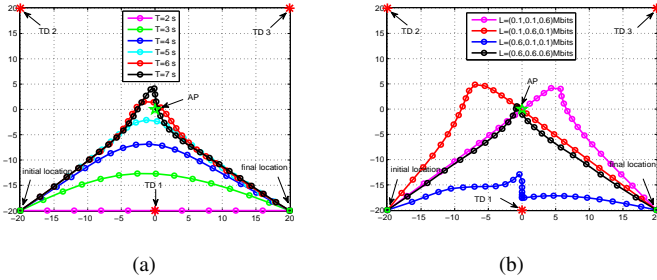 20
15
10
5
0
−5
−10
−15
−20
−20 −15 −10 −5 0 5 10 15 20
TD 2
TD 3
T=2 s
T=3 s
T=4 s
T=5 s
T=6 s
T=7 s
AP
initial location
final location
TD 1
(a)
20
15
10
5
0
−5
−10
−15
−20
−20 −15 −10 −5 0 5 10 15 20
TD 2
TD 3
L=(0.1,0.1,0.6)Mbits
L=(0.1,0.6,0.1)Mbits
L=(0.6,0.1,0.1)Mbits
L=(0.6,0.6,0.6)Mbits
AP
initial location
final location
TD 1
(b)